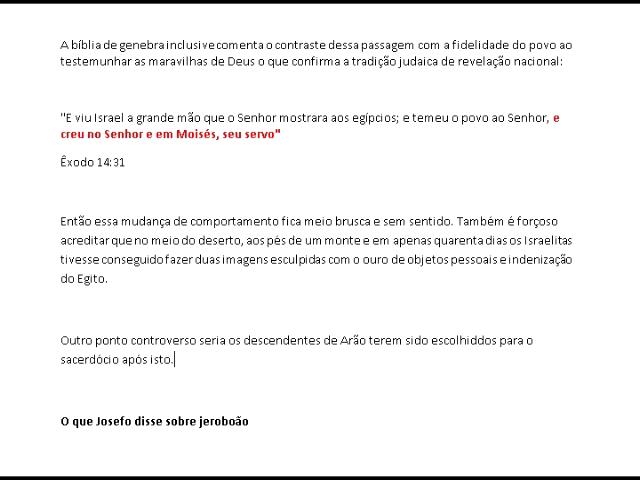 A bíblia de genebra inclusive comenta o contraste dessa passagem com a fidelidade do povo ao
testemunhar as maravilhas de Deus o que confirma a tradição judaica de revelação nacional:
"E viu Israel a grande mão que o Senhor mostrara aos egípcios; e temeu o povo ao Senhor, e
creu no Senhor e em Moisés, seu servo"
Êxodo 14:31
Então essa mudança de comportamento fica meio brusca e sem sentido. Também é forçoso
acreditar que no meio do deserto, aos pés de um monte e em apenas quarenta dias os Israelitas
tivesse conseguido fazer duas imagens esculpidas com o ouro de objetos pessoais e indenização
do Egito.
Outro ponto controverso seria os descendentes de Arão terem sido escolhiddos para o
sacerdócio após isto.
O que Josefo disse sobre jeroboão